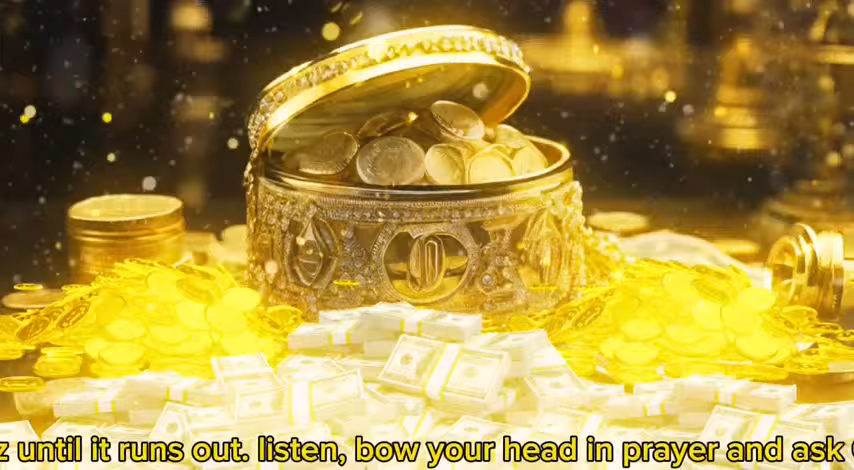 z until it runs out. listen, bow your head in prayer and ask